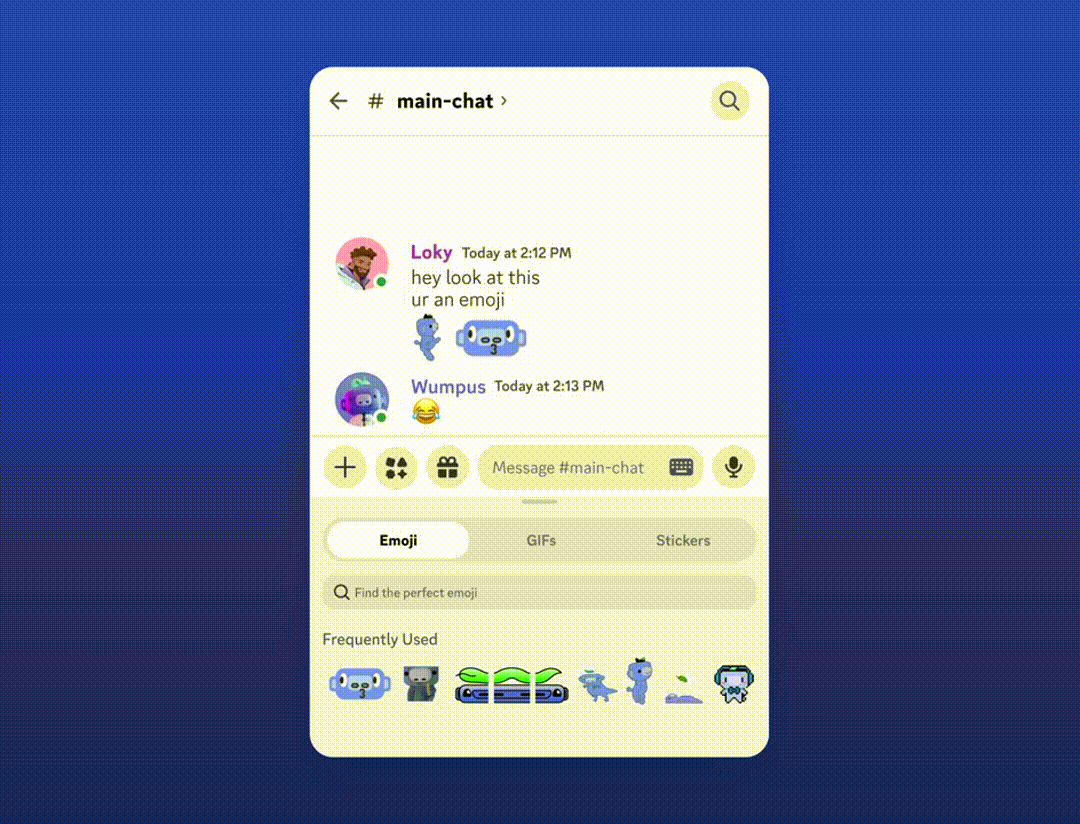 # main-chat
Loky Today at 2:12 PM
hey look at this
ur an emoji
Wumpus Today at 2:13 PM
Message #main-chat
Emoji GIFs Stickers
Find the perfect emoji
Frequently Used